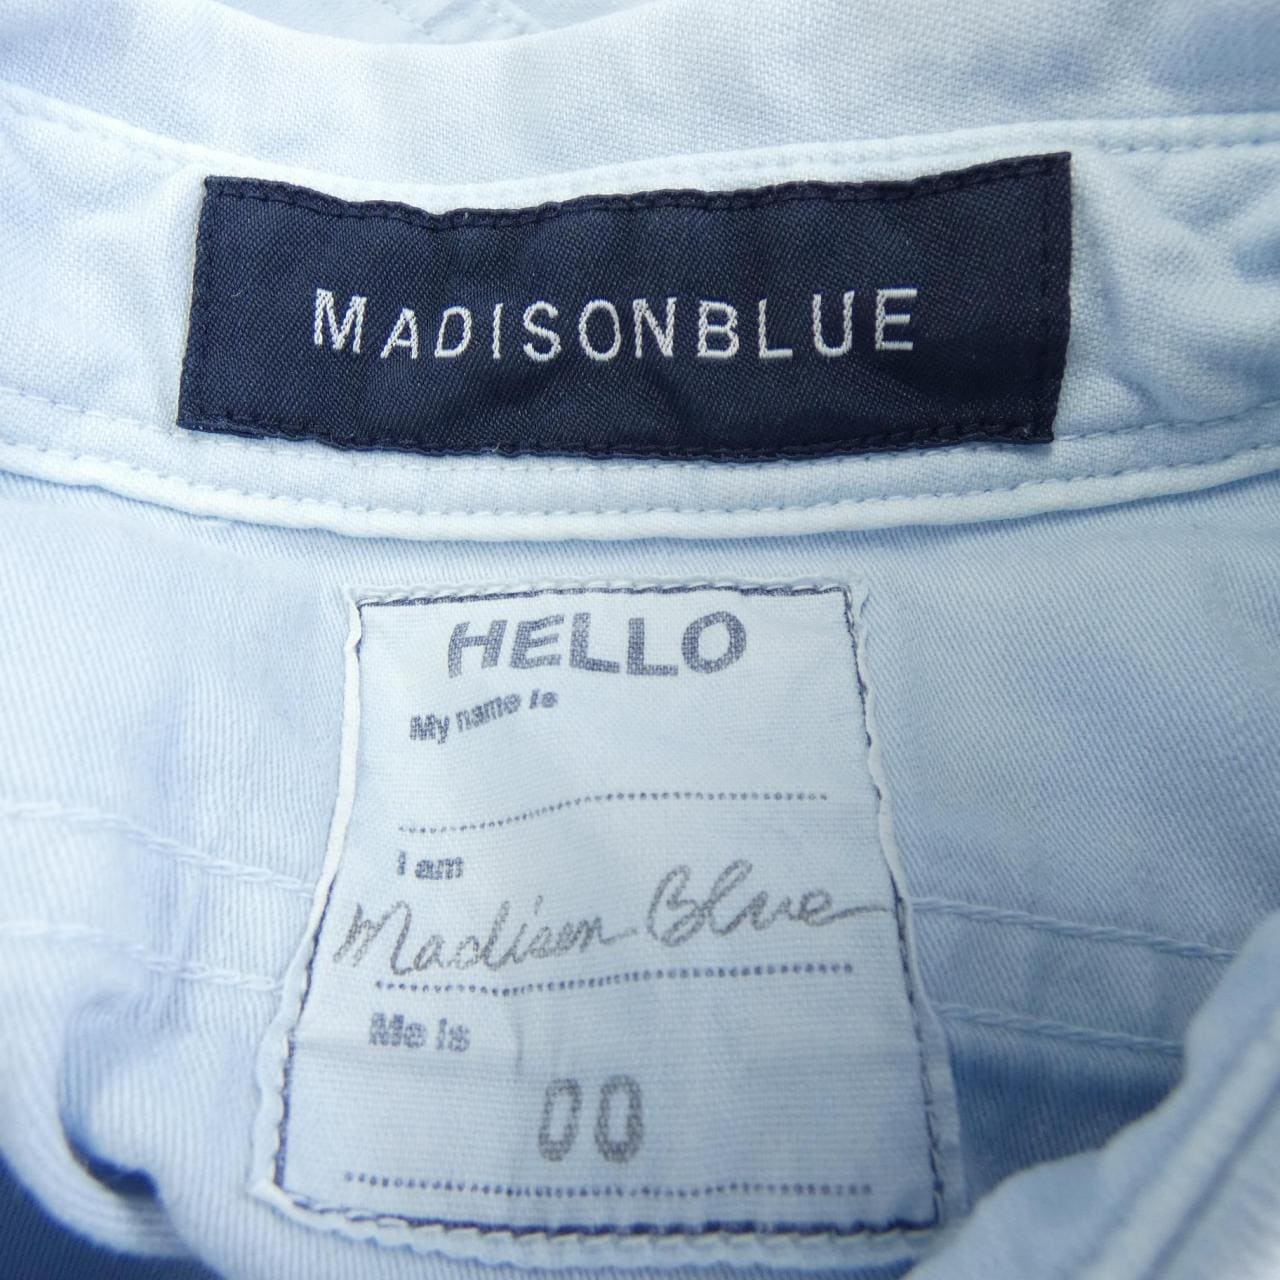 MADISONBLUE
HELLO
My name is
I am
Madison Blue
Me is
00